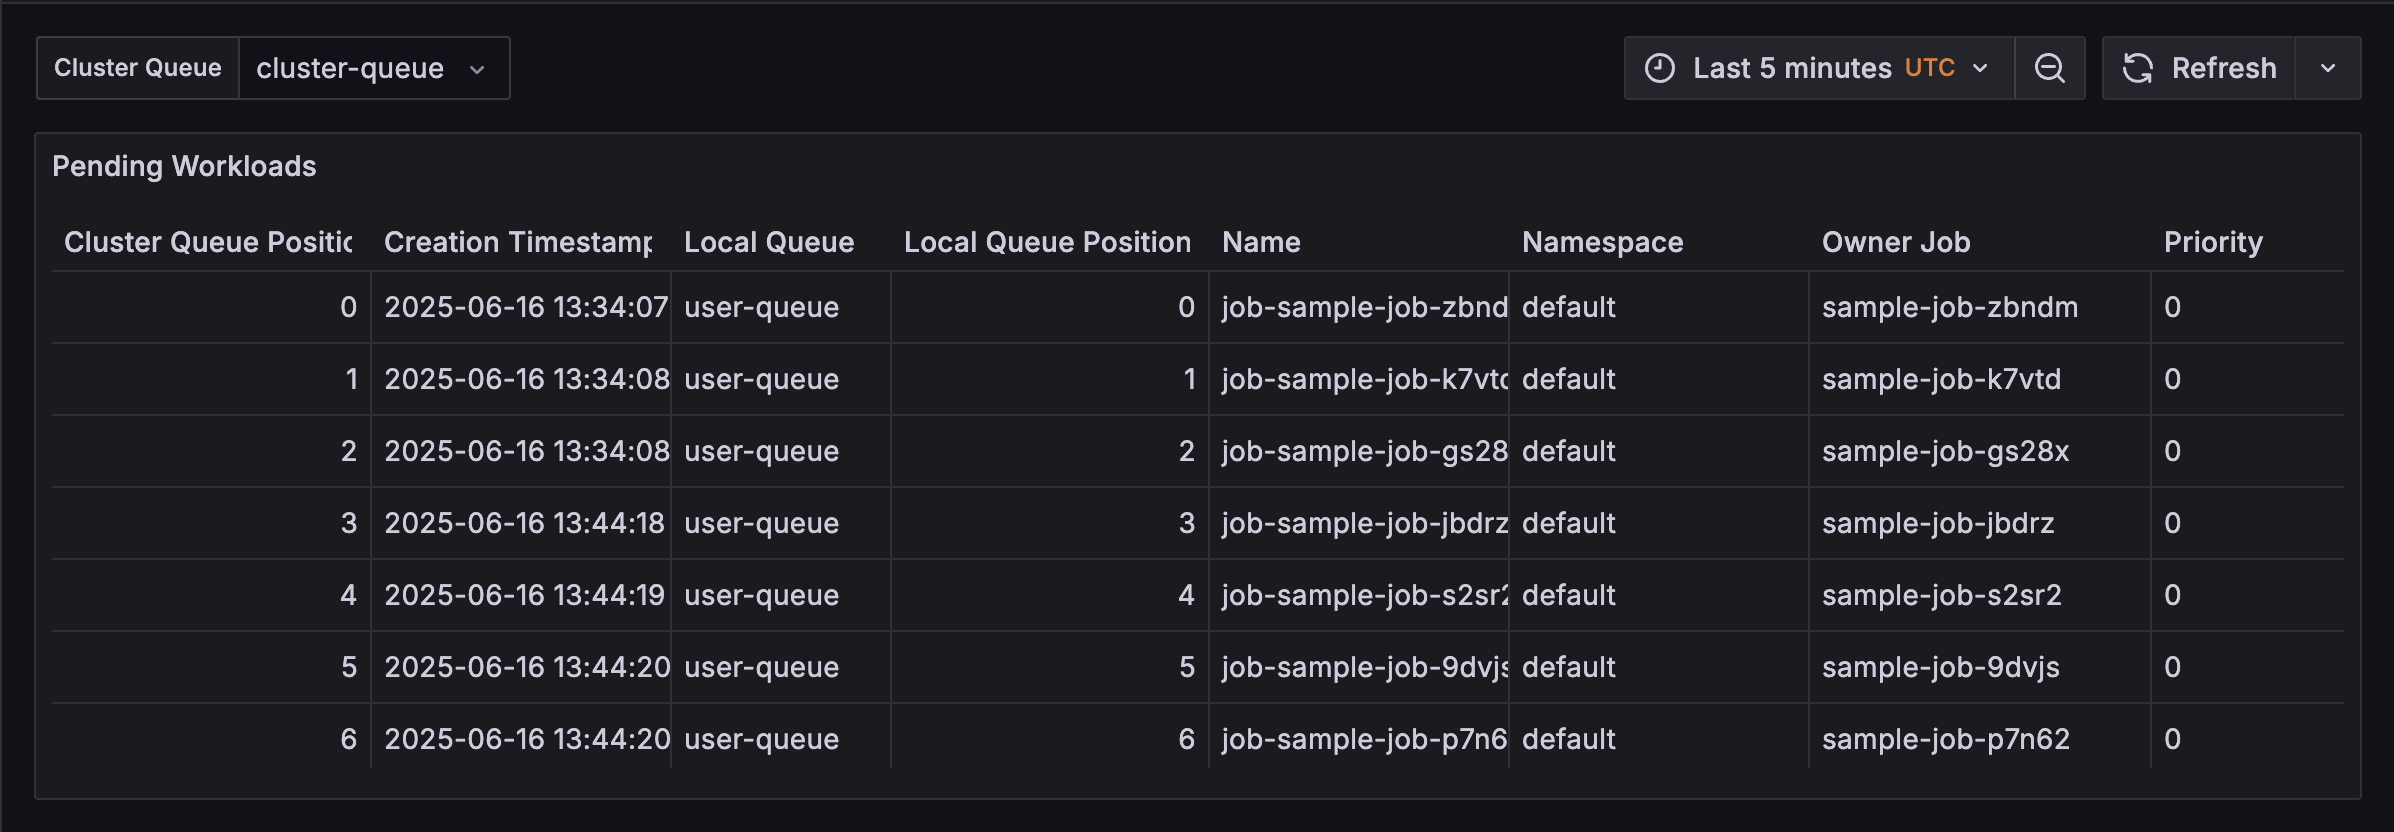 Cluster Queue cluster-queue Last 5 minutes UTC Refresh
Pending Workloads
Cluster Queue Positic Creation Timestamp Local Queue Local Queue Position Name Namespace Owner Job Priority
0 2025-06-16 13:34:07 user-queue 0 job-sample-job-zbnd default sample-job-zbndm 0
1 2025-06-16 13:34:08 user-queue 1 job-sample-job-k7vtd default sample-job-k7vtd 0
2 2025-06-16 13:34:08 user-queue 2 job-sample-job-gs28 default sample-job-gs28x 0
3 2025-06-16 13:44:18 user-queue 3 job-sample-job-jbdrz default sample-job-jbdrz 0
4 2025-06-16 13:44:19 user-queue 4 job-sample-job-s2sr2 default sample-job-s2sr2 0
5 2025-06-16 13:44:20 user-queue 5 job-sample-job-9dvjs default sample-job-9dvjs 0
6 2025-06-16 13:44:20 user-queue 6 job-sample-job-p7n6 default sample-job-p7n62 0